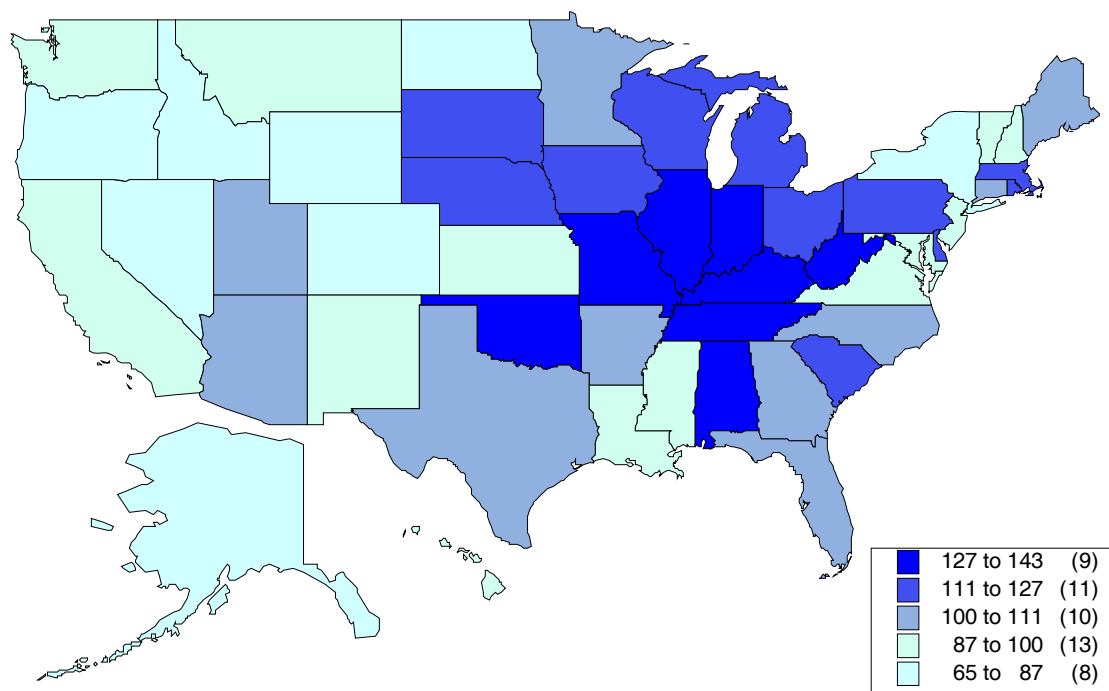 127 to 143 (9)
111 to 127 (11)
100 to 111 (10)
87 to 100 (13)
65 to 87 (8)